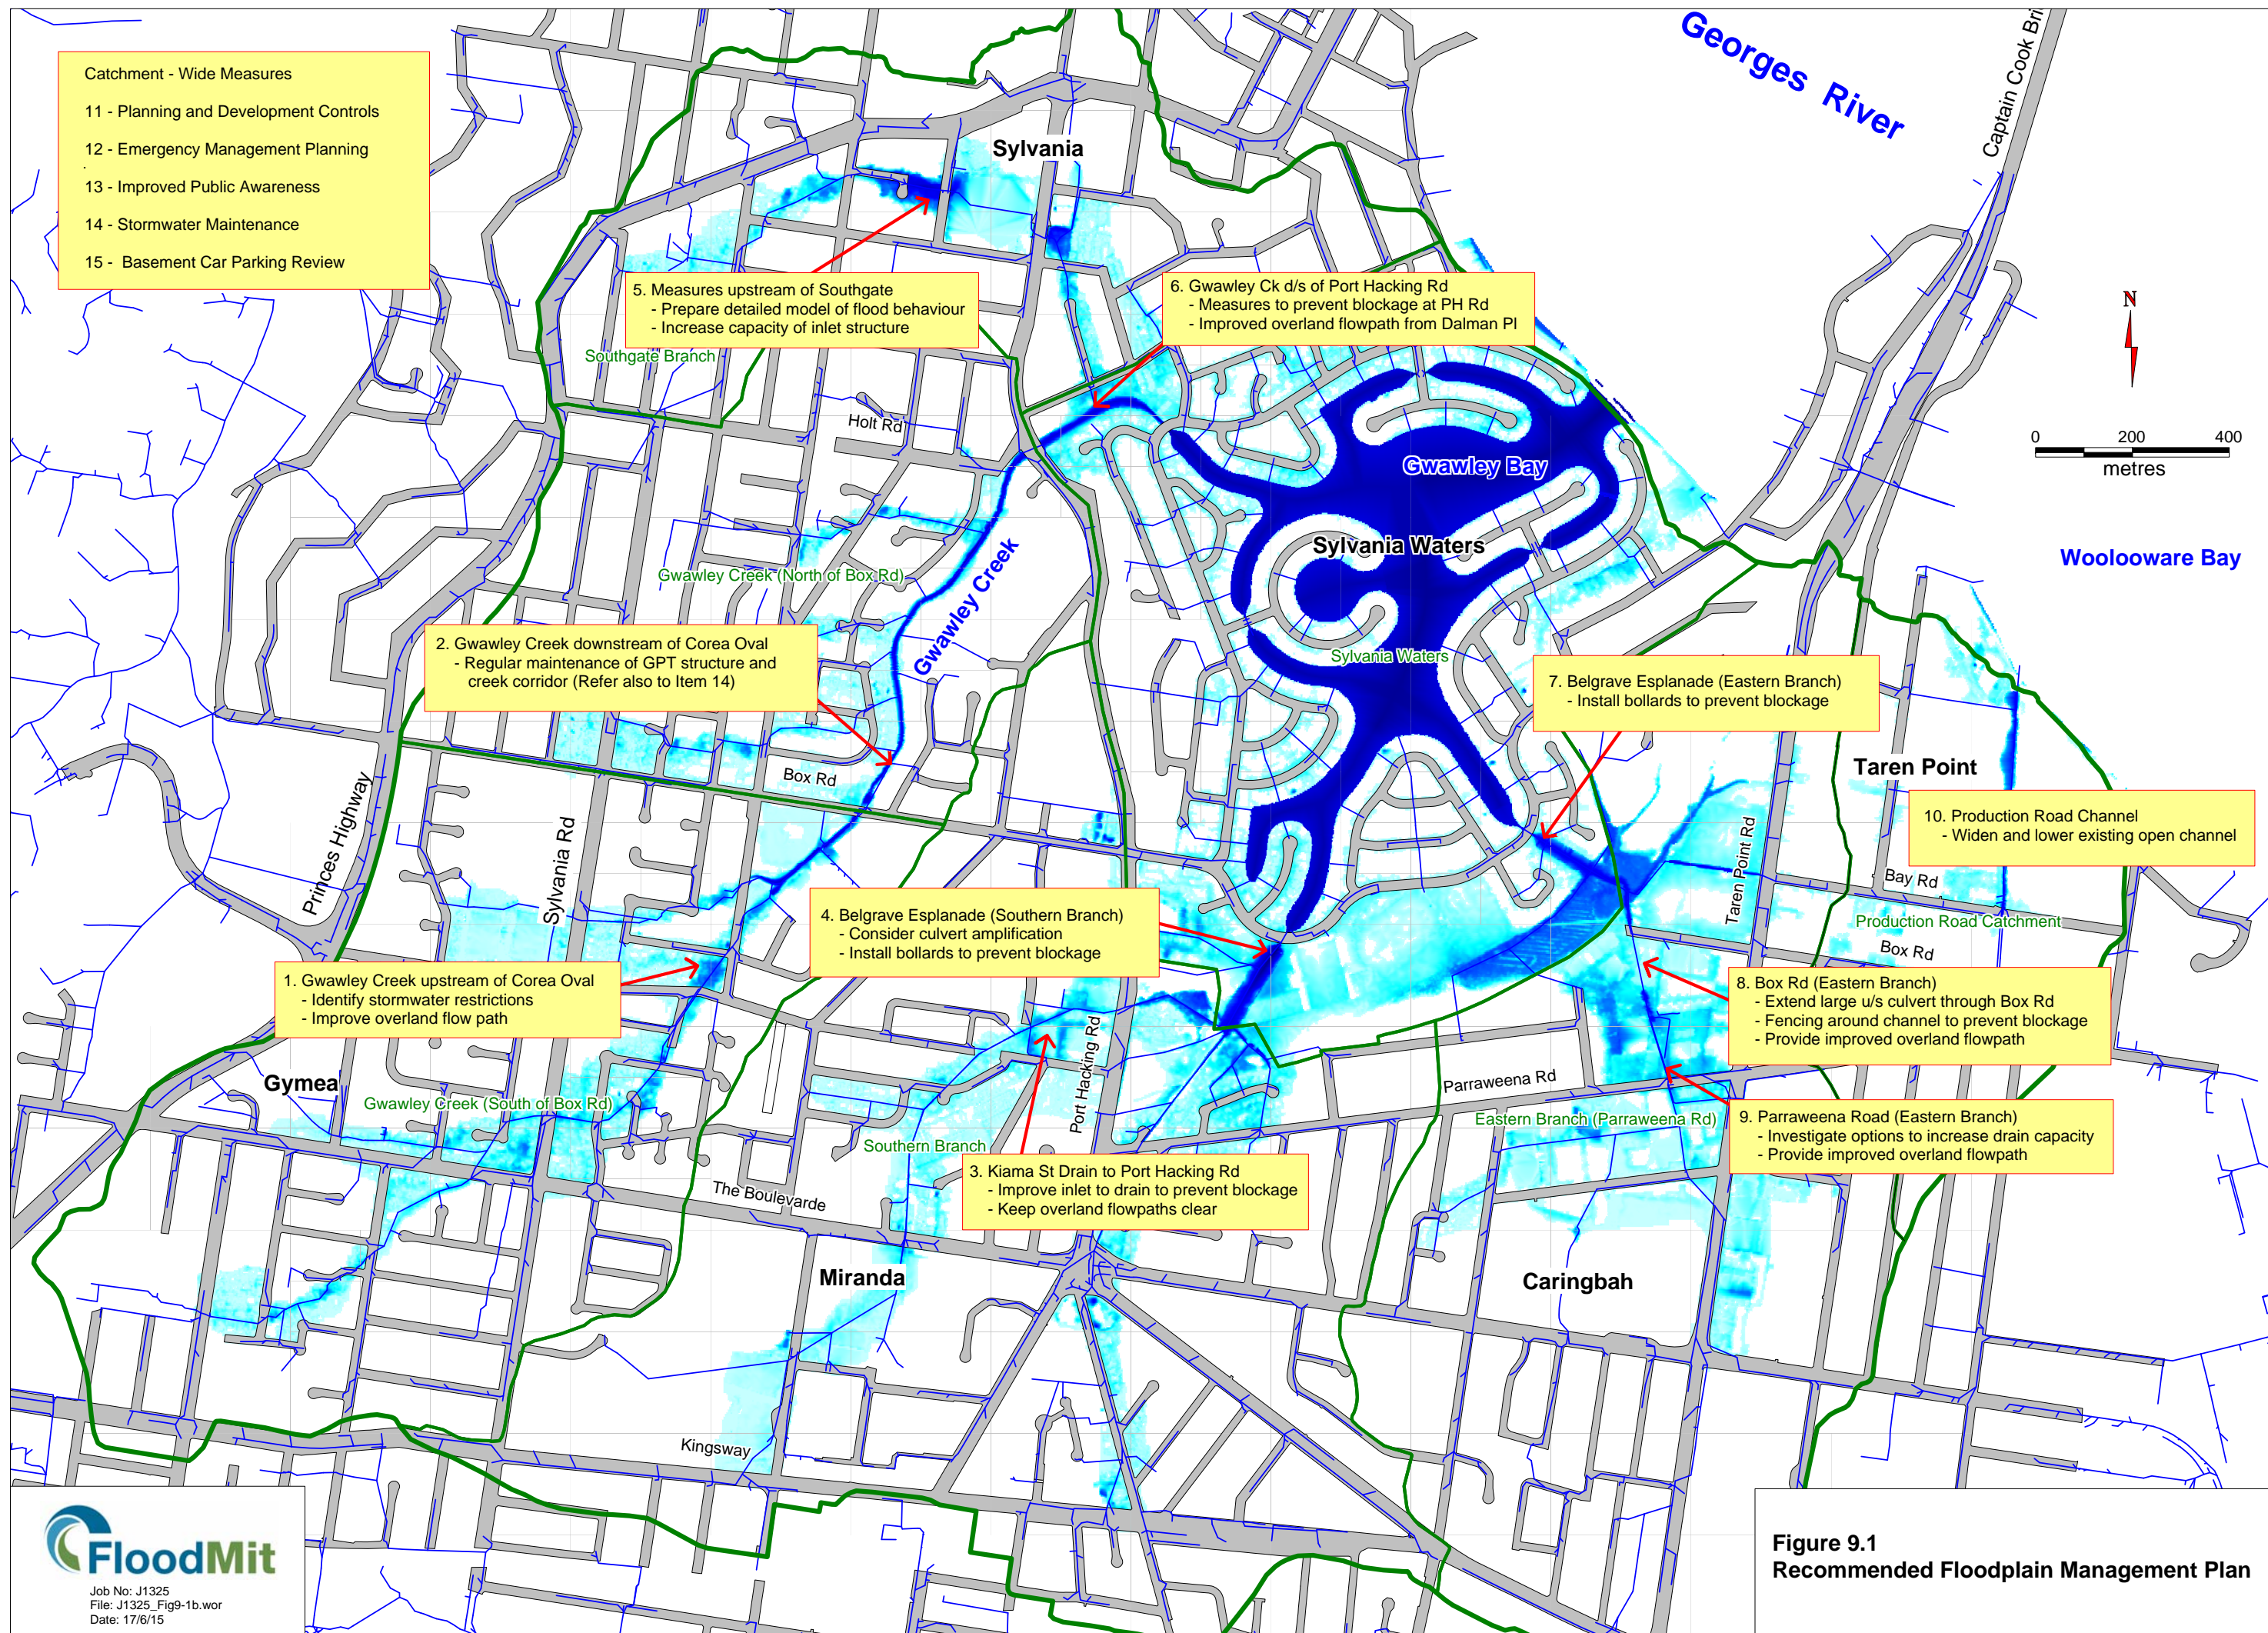 Georges River
Captain Cook Bri
Catchment - Wide Measures
11 - Planning and Development Controls
12 - Emergency Management Planning
13 - Improved Public Awareness
14 - Stormwater Maintenance
15 - Basement Car Parking Review
Sylvania
5. Measures upstream of Southgate
- Prepare detailed model of flood behaviour
- Increase capacity of inlet structure
6. Gwawley Ck d/s of Port Hacking Rd
- Measures to prevent blockage at PH Rd
- Improved overland flowpath from Dalman Pl
N
0 200 400
metres
Southgate Branch
Holt Rd
Gwawley Bay
Sylvania Waters
Woolooware Bay
Gwawley Creek (North of Box Rd)
Gwawley Creek
2. Gwawley Creek downstream of Corea Oval
- Regular maintenance of GPT structure and
creek corridor (Refer also to Item 14)
Sylvania Waters
7. Belgrave Esplanade (Eastern Branch)
- Install bollards to prevent blockage
Box Rd
Taren Point
Princes Highway
Sylvania Rd
Taren Point Rd
10. Production Road Channel
- Widen and lower existing open channel
Bay Rd
Production Road Catchment
Box Rd
4. Belgrave Esplanade (Southern Branch)
- Consider culvert amplification
- Install bollards to prevent blockage
1. Gwawley Creek upstream of Corea Oval
- Identify stormwater restrictions
- Improve overland flow path
8. Box Rd (Eastern Branch)
- Extend large u/s culvert through Box Rd
- Fencing around channel to prevent blockage
- Provide improved overland flowpath
Port Hacking Rd
Gymea
Parraweena Rd
Gwawley Creek (South of Box Rd)
Southern Branch
Eastern Branch (Parraweena Rd)
9. Parraweena Road (Eastern Branch)
- Investigate options to increase drain capacity
- Provide improved overland flowpath
3. Kiama St Drain to Port Hacking Rd
- Improve inlet to drain to prevent blockage
- Keep overland flowpaths clear
The Boulevarde
Miranda
Caringbah
Kingsway
FloodMit
Job No: J1325
File: J1325_Fig9-1b.wor
Date: 17/6/15
Figure 9.1
Recommended Floodplain Management Plan